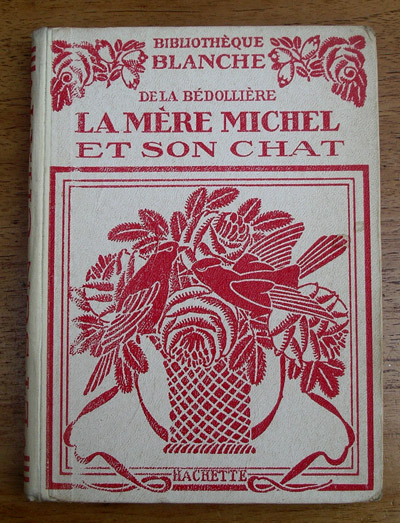 BIBLIOTHÈQUE
BLANCHE
DE LA BÉDOLLIÈRE
LA MÈRE MICHEL
ET SON CHAT
HACHETTE